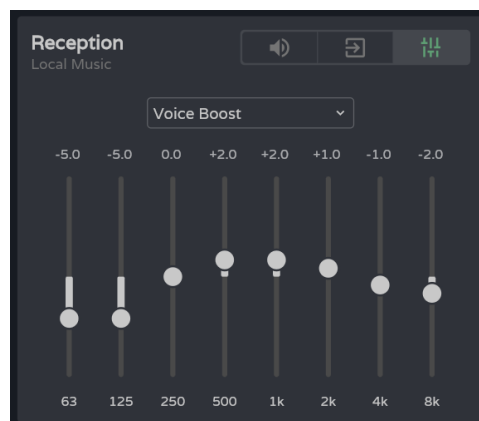 Reception
Local Music
Voice Boost
-5.0 -5.0 0.0 +2.0 +2.0 +1.0 -1.0 -2.0
63 125 250 500 1k 2k 4k 8k